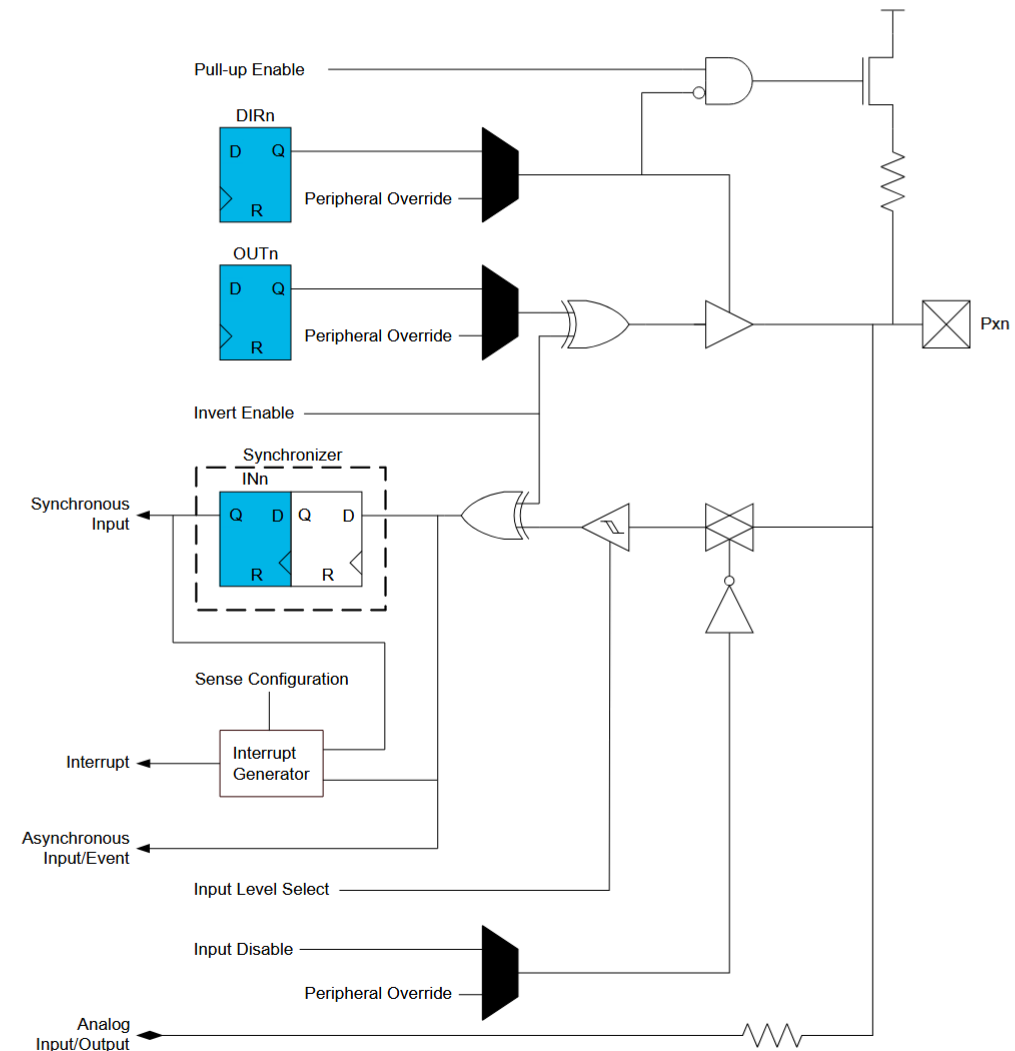 Pull-up Enable
DIRn
D Q
Peripheral Override
R
OUTn
D Q
Pxn
Peripheral Override
R
Invert Enable
Synchronizer
INn
Synchronous
Input
Q D Q D
R R
Sense Configuration
Interrupt
Interrupt
Generator
Asynchronous
Input/Event
Input Level Select
Input Disable
Peripheral Override
Analog
Input/Output